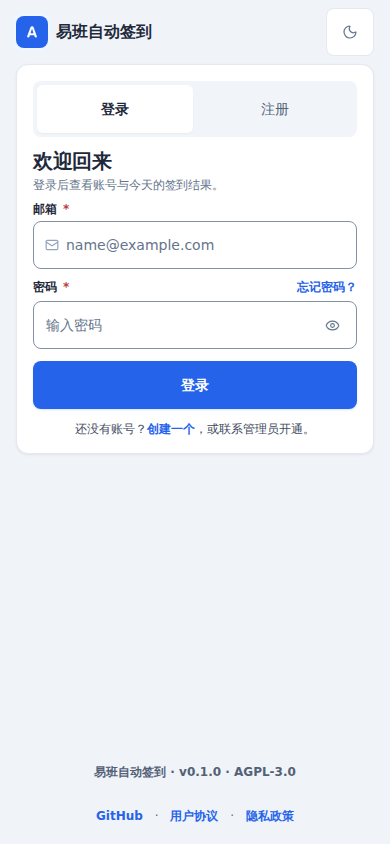 A 易班自动签到
登录 注册
欢迎回来
登录后查看账号与今天的签到结果。
邮箱 *
name@example.com
密码 * 忘记密码？
输入密码
登录
还没有账号？创建一个，或联系管理员开通。
易班自动签到 · v0.1.0 · AGPL-3.0
GitHub · 用户协议 · 隐私政策